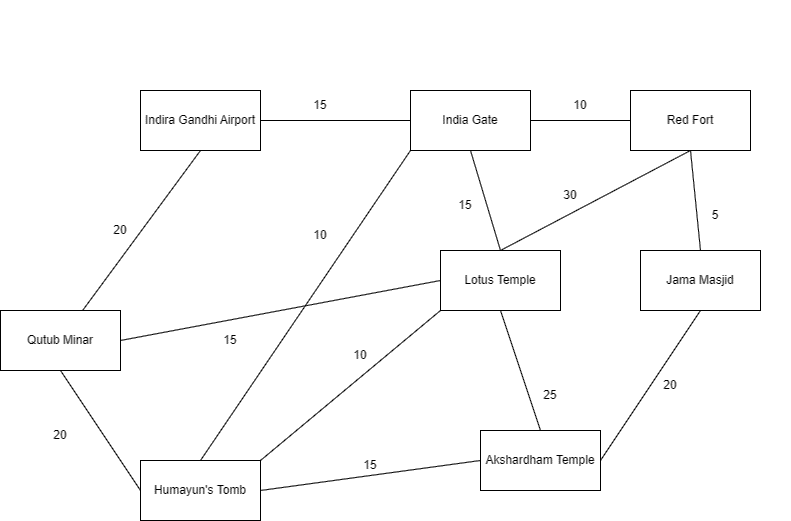 15
10
Indira Gandhi Airport
India Gate
Red Fort
15
30
5
20
10
Lotus Temple
Jama Masjid
Qutub Minar
15
10
25
20
20
15
Akshardham Temple
Humayun's Tomb